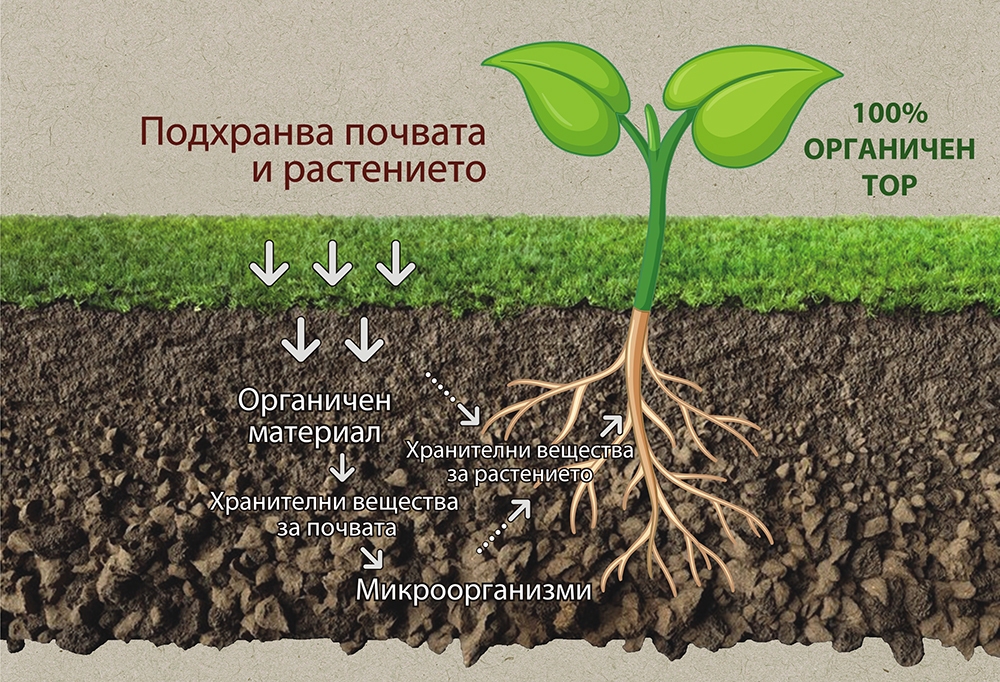 Подхранва почвата
и растението
100%
ОРГАНИЧЕН
ТОР
Органичен
материал
Хранителни вещества
за растението
Хранителни вещества
за почвата
Микроорганизми